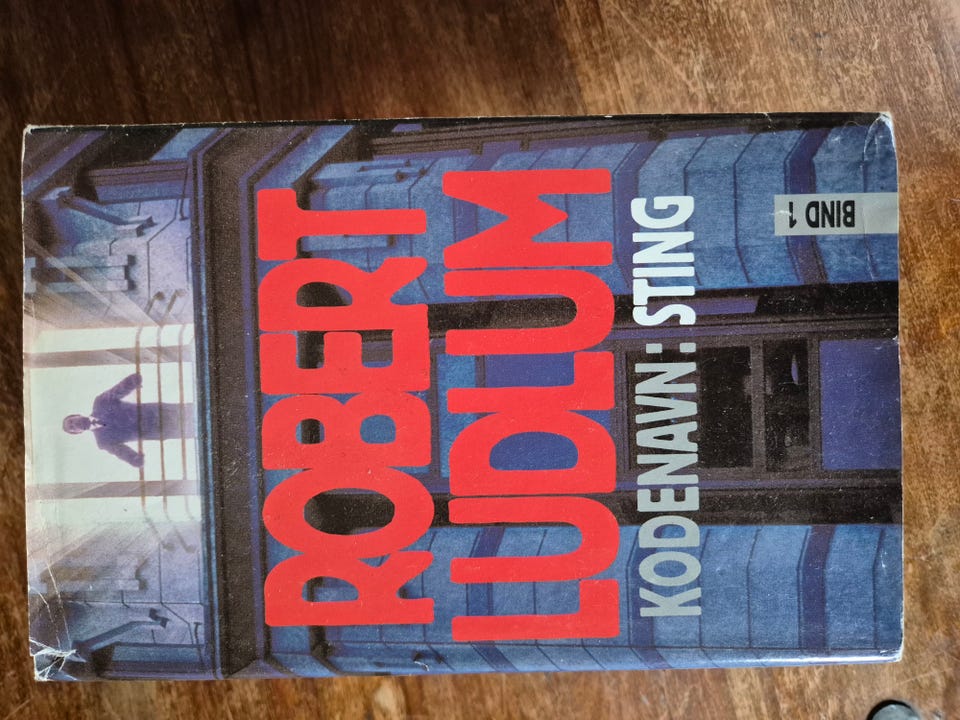 ROBERT
LUDLUM
KODENAVN: STING
BIND 1